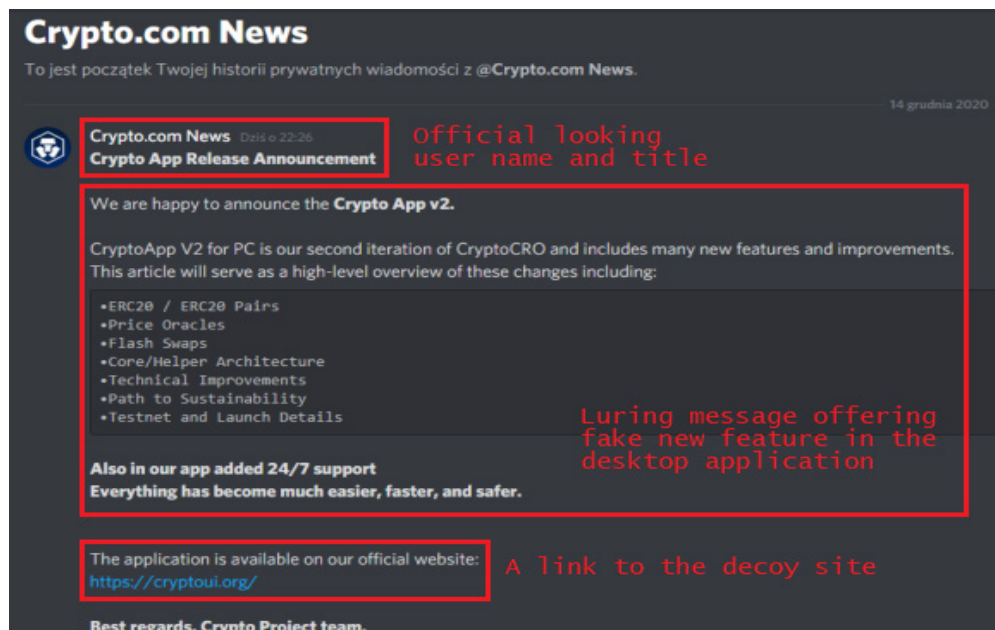 Crypto.com News
To jest początek Twojej historii prywatnych wiadomości z @Crypto.com News.
14 grudnia 2020
Crypto.com News Dziś o 22:26
Crypto App Release Announcement
Official looking
user name and title
We are happy to announce the Crypto App v2.
CryptoApp V2 for PC is our second iteration of CryptoCRO and includes many new features and improvements.
This article will serve as a high-level overview of these changes including:
•ERC20 / ERC20 Pairs
•Price Oracles
•Flash Swaps
•Core/Helper Architecture
•Technical Improvements
•Path to Sustainability
•Testnet and Launch Details
Luring message offering
fake new feature in the
desktop application
Also in our app added 24/7 support
Everything has become much easier, faster, and safer.
The application is available on our official website:
https://cryptoui.org/
A link to the decoy site
Best regards, Crypto Project team.